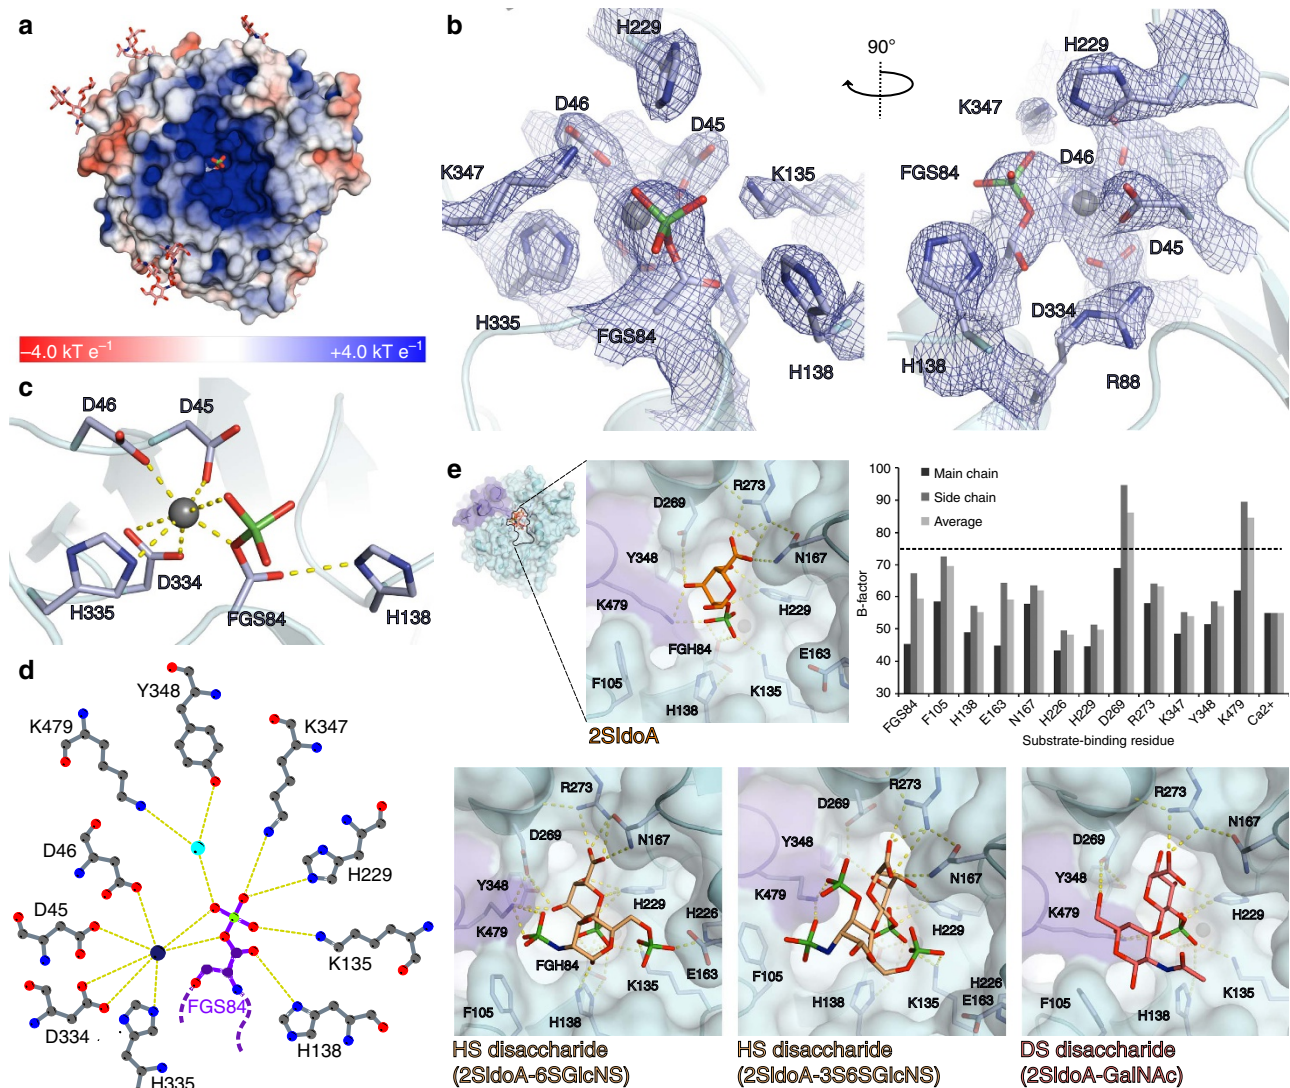 a
−4.0 kT e−1
+4.0 kT e−1
b
H229
D46
D45
K347
K135
H335
FGS84
H138
90°
H229
K347
D46
FGS84
D45
D334
H138
R88
c
D46
D45
D334
H335
FGS84
H138
d
Y348
K479
K347
D46
H229
D45
K135
FGS84
D334
H138
H335
e
R273
D269
Y348
N167
K479
H229
FGH84
E163
F105
K135
H138
2SIdoA
Main chain
Side chain
Average
B-factor
100
90
80
70
60
50
40
30
FGS84
F105
H138
E163
N167
H226
H229
D269
R273
K347
Y348
K479
Ca2+
Substrate-binding residue
R273
D269
N167
Y348
H229
H226
K479
FGH84
E163
K135
F105
H138
HS disaccharide
(2SIdoA-6SGlcNS)
R273
D269
Y348
N167
K479
H229
F105
H226
H138
K135
E163
HS disaccharide
(2SIdoA-3S6SGlcNS)
R273
N167
D269
Y348
K479
H229
K135
F105
H138
DS disaccharide
(2SIdoA-GalNAc)